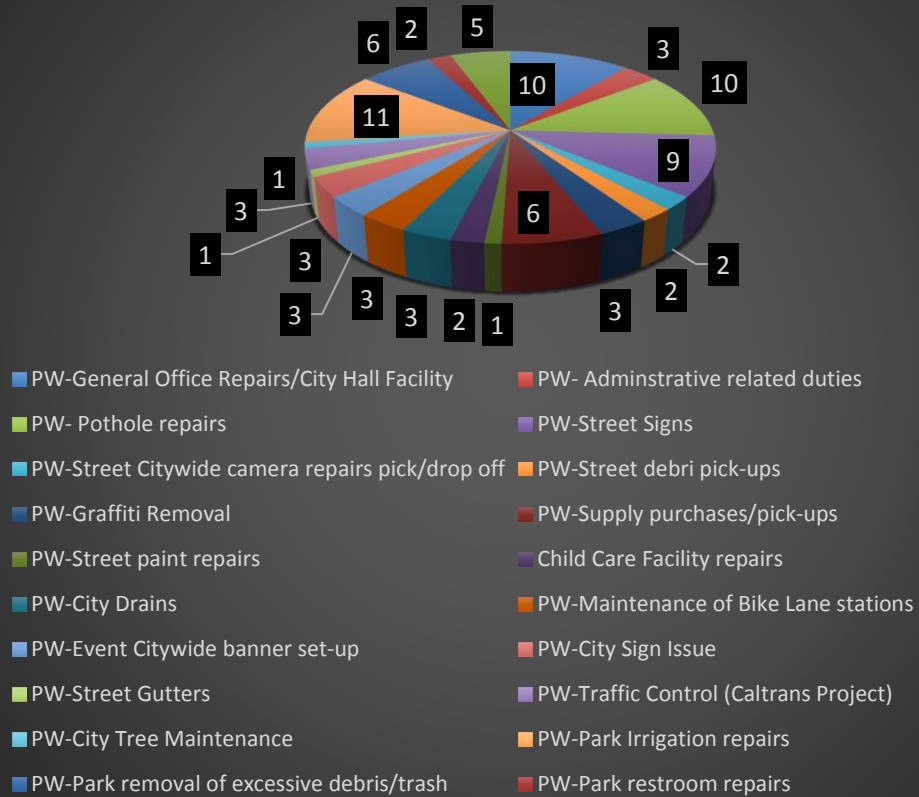 6 2 5
3
10
10
11
9
6
1
3
1
3
3
3
3
2
1
3
2
2
PW-General Office Repairs/City Hall Facility
PW- Adminstrative related duties
PW- Pothole repairs
PW-Street Signs
PW-Street Citywide camera repairs pick/drop off
PW-Street debri pick-ups
PW-Graffiti Removal
PW-Supply purchases/pick-ups
PW-Street paint repairs
Child Care Facility repairs
PW-City Drains
PW-Maintenance of Bike Lane stations
PW-Event Citywide banner set-up
PW-City Sign Issue
PW-Street Gutters
PW-Traffic Control (Caltrans Project)
PW-City Tree Maintenance
PW-Park Irrigation repairs
PW-Park removal of excessive debris/trash
PW-Park restroom repairs